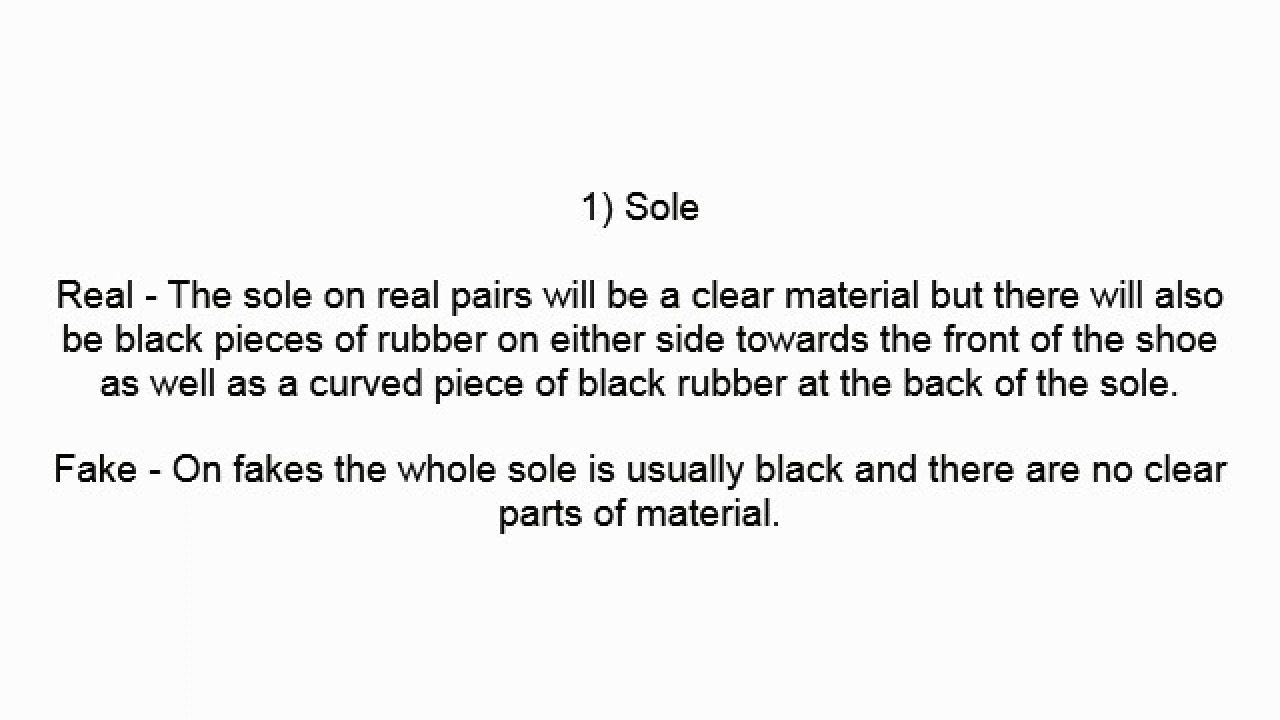 1) Sole
Real - The sole on real pairs will be a clear material but there will also
be black pieces of rubber on either side towards the front of the shoe
as well as a curved piece of black rubber at the back of the sole.
Fake - On fakes the whole sole is usually black and there are no clear
parts of material.